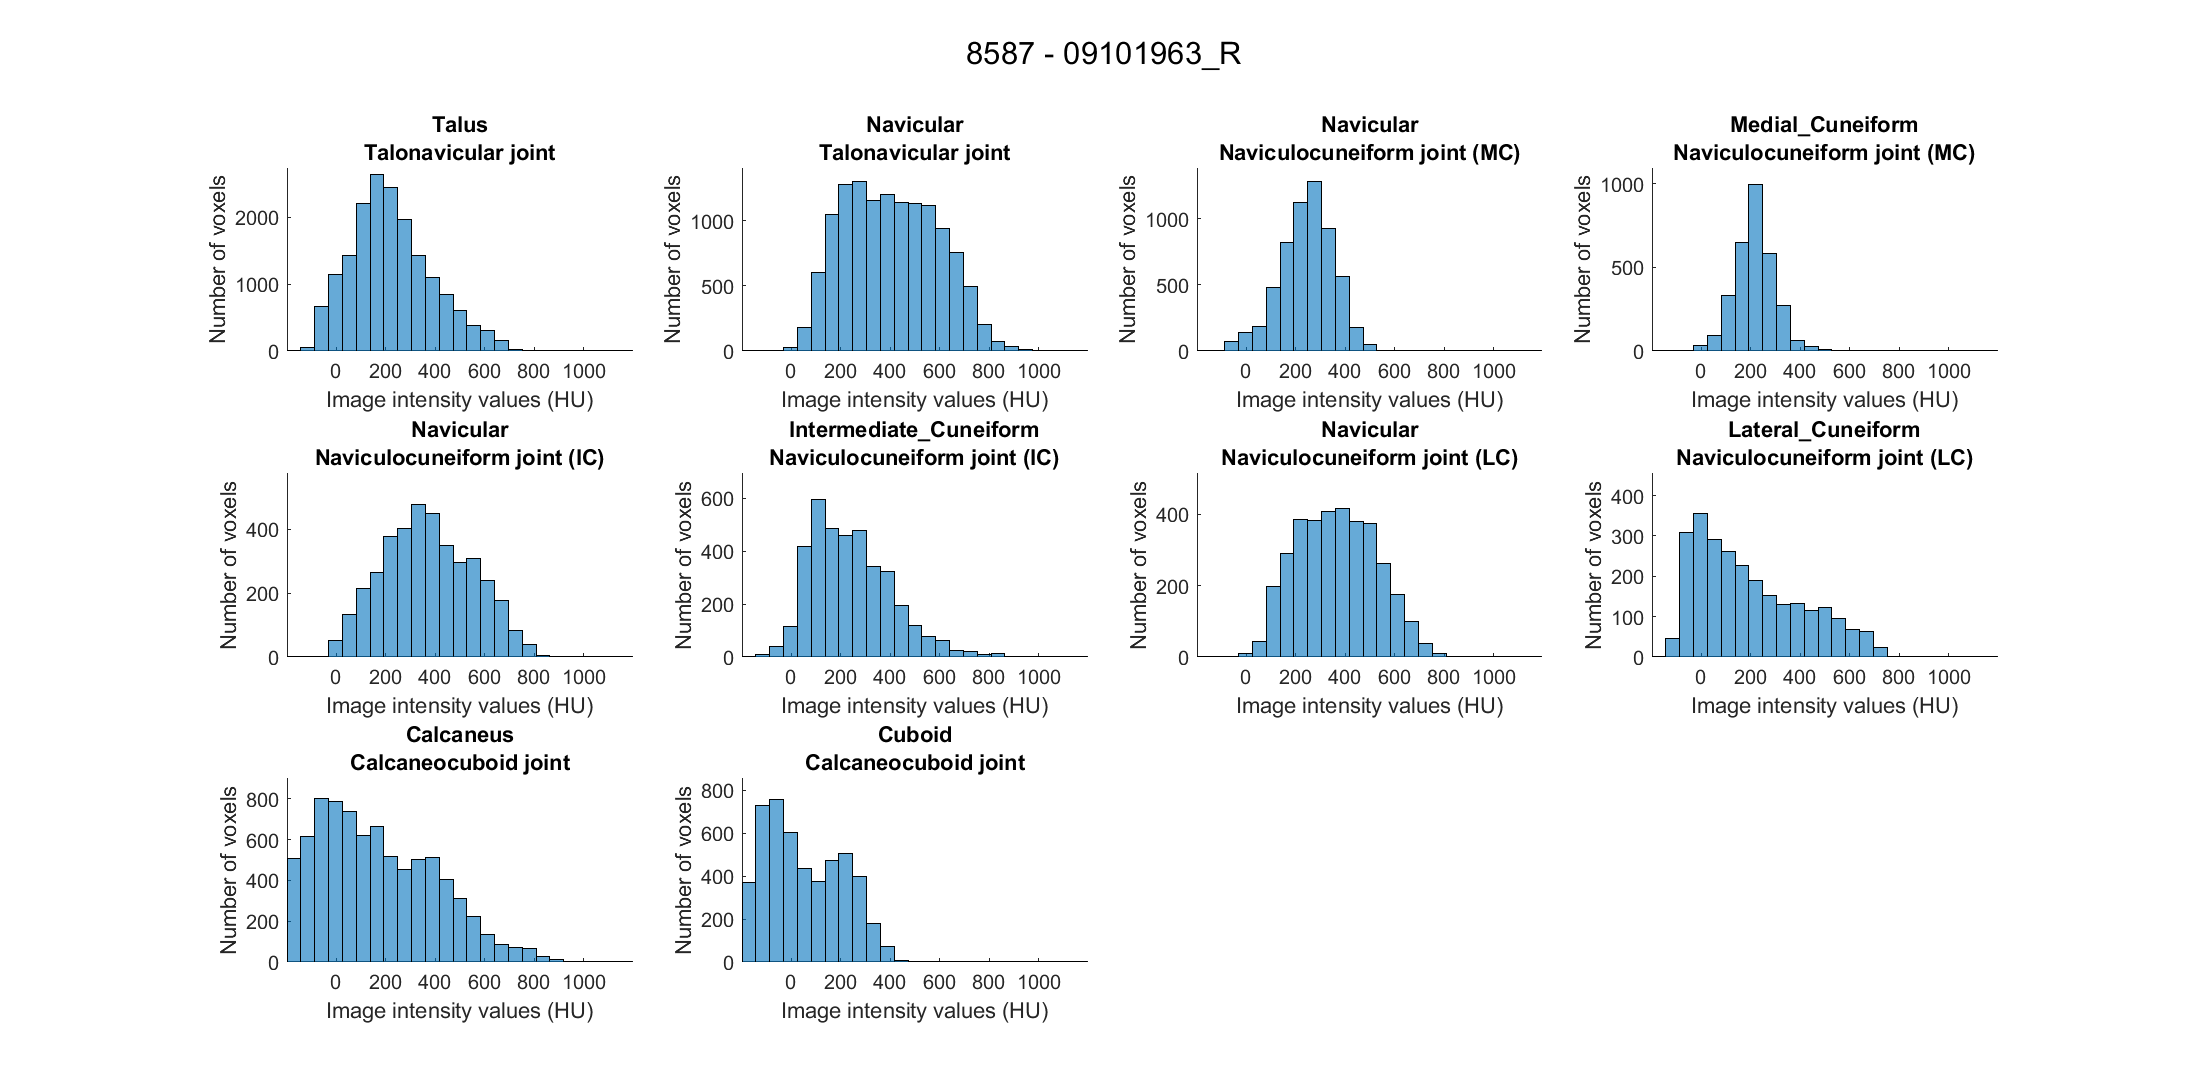 8587 - 09101963_R
Talus
Talonavicular joint
Number of voxels
2000
1000
0
0 200 400 600 800 1000
Image intensity values (HU)
Navicular
Talonavicular joint
Number of voxels
1000
500
0
0 200 400 600 800 1000
Image intensity values (HU)
Navicular
Naviculocuneiform joint (MC)
Number of voxels
1000
500
0
0 200 400 600 800 1000
Image intensity values (HU)
Medial_Cuneiform
Naviculocuneiform joint (MC)
Number of voxels
1000
500
0
0 200 400 600 800 1000
Image intensity values (HU)
Navicular
Naviculocuneiform joint (IC)
Number of voxels
400
200
0
0 200 400 600 800 1000
Image intensity values (HU)
Intermediate_Cuneiform
Naviculocuneiform joint (IC)
Number of voxels
600
400
200
0
0 200 400 600 800 1000
Image intensity values (HU)
Navicular
Naviculocuneiform joint (LC)
Number of voxels
400
200
0
0 200 400 600 800 1000
Image intensity values (HU)
Lateral_Cuneiform
Naviculocuneiform joint (LC)
Number of voxels
400
300
200
100
0
0 200 400 600 800 1000
Image intensity values (HU)
Calcaneus
Calcaneocuboid joint
Number of voxels
800
600
400
200
0
0 200 400 600 800 1000
Image intensity values (HU)
Cuboid
Calcaneocuboid joint
Number of voxels
800
600
400
200
0
0 200 400 600 800 1000
Image intensity values (HU)